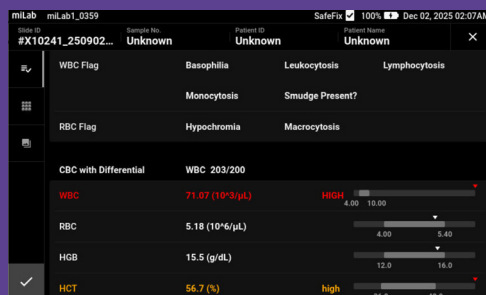 miLab miLab1_0359 SafeFix 100% Dec 02, 2025 02:07AM
Slide ID Sample No. Patient ID Patient Name
#X10241_250902... Unknown Unknown Unknown
WBC Flag Basophilia Leukocytosis Lymphocytosis
Monocytosis Smudge Present?
RBC Flag Hypochromia Macrocytosis
CBC with Differential WBC 203/200
WBC 71.07 (10^3/µL) HIGH
4.00 10.00
RBC 5.18 (10^6/µL)
4.00 5.40
HGB 15.5 (g/dL)
12.0 16.0
HCT 56.7 (%) high